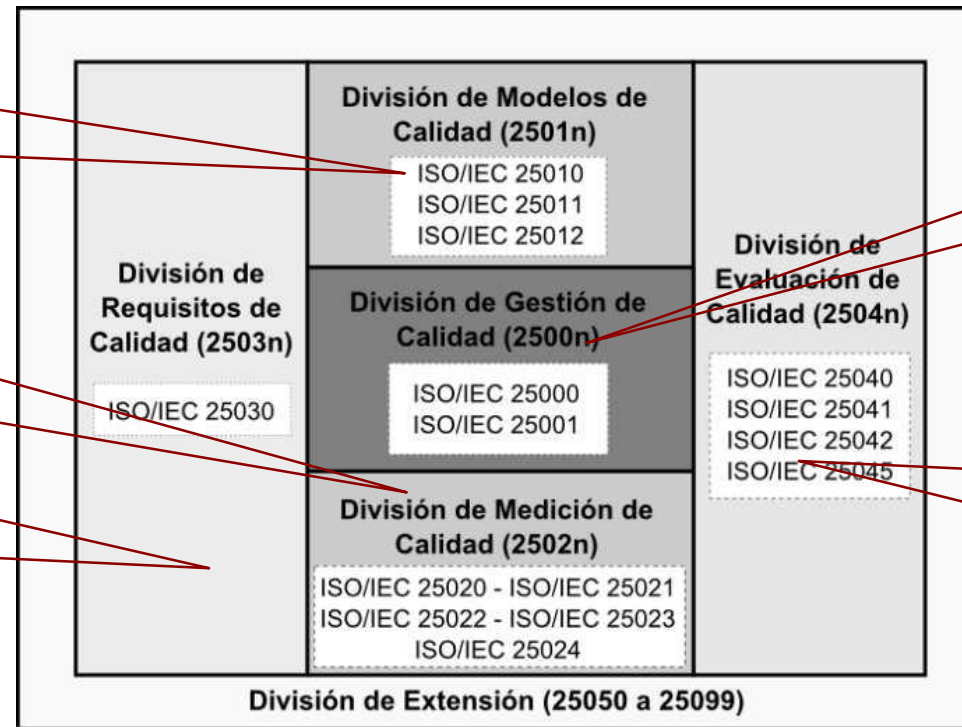 División de Modelos de
Calidad (2501n)
ISO/IEC 25010
ISO/IEC 25011
ISO/IEC 25012
División de
Requisitos de
Calidad (2503n)
ISO/IEC 25030
División de Gestión de
Calidad (2500n)
ISO/IEC 25000
ISO/IEC 25001
División de
Evaluación de
Calidad (2504n)
ISO/IEC 25040
ISO/IEC 25041
ISO/IEC 25042
ISO/IEC 25045
División de Medición de
Calidad (2502n)
ISO/IEC 25020 - ISO/IEC 25021
ISO/IEC 25022 - ISO/IEC 25023
ISO/IEC 25024
División de Extensión (25050 a 25099)